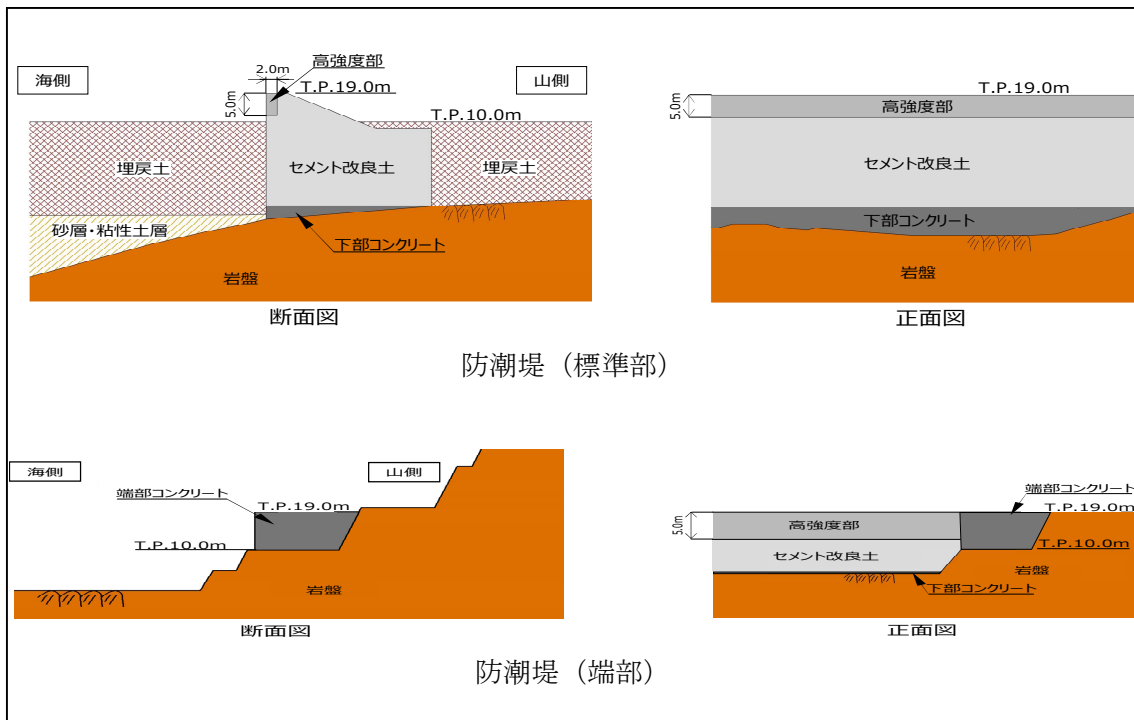 海側
2.0m
高強度部
T.P.19.0m
山側
5.0m
T.P.10.0m
埋戻土
セメント改良土
埋戻土
砂層・粘性土層
下部コンクリート
岩盤
断面図
T.P.19.0m
5.0m
高強度部
セメント改良土
下部コンクリート
岩盤
正面図
防潮堤（標準部）
海側
山側
端部コンクリート
T.P.19.0m
T.P.10.0m
岩盤
断面図
端部コンクリート
T.P.19.0m
5.0m
高強度部
セメント改良土
T.P.10.0m
岩盤
下部コンクリート
正面図
防潮堤（端部）